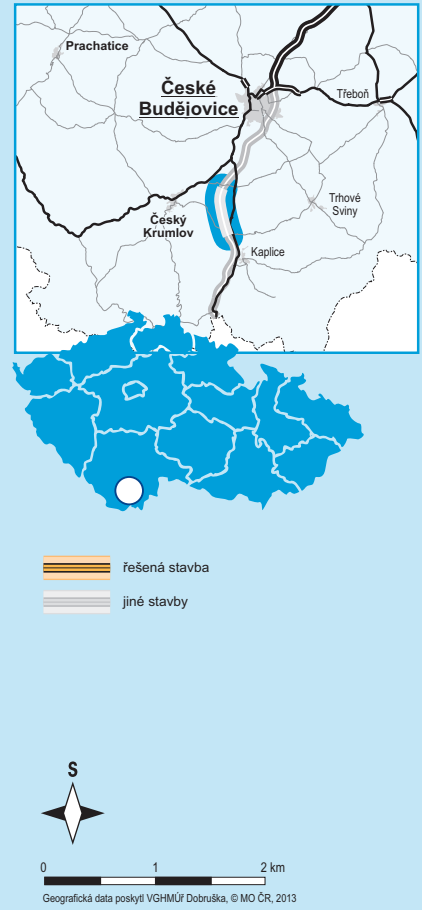 Prachatice
České
Budějovice
Třeboň
Český
Krumlov
Trhové
Sviny
Kaplice
řešená stavba
jiné stavby
S
0 1 2 km
Geografická data poskytl VGHMÚř Dobruška, © MO ČR, 2013